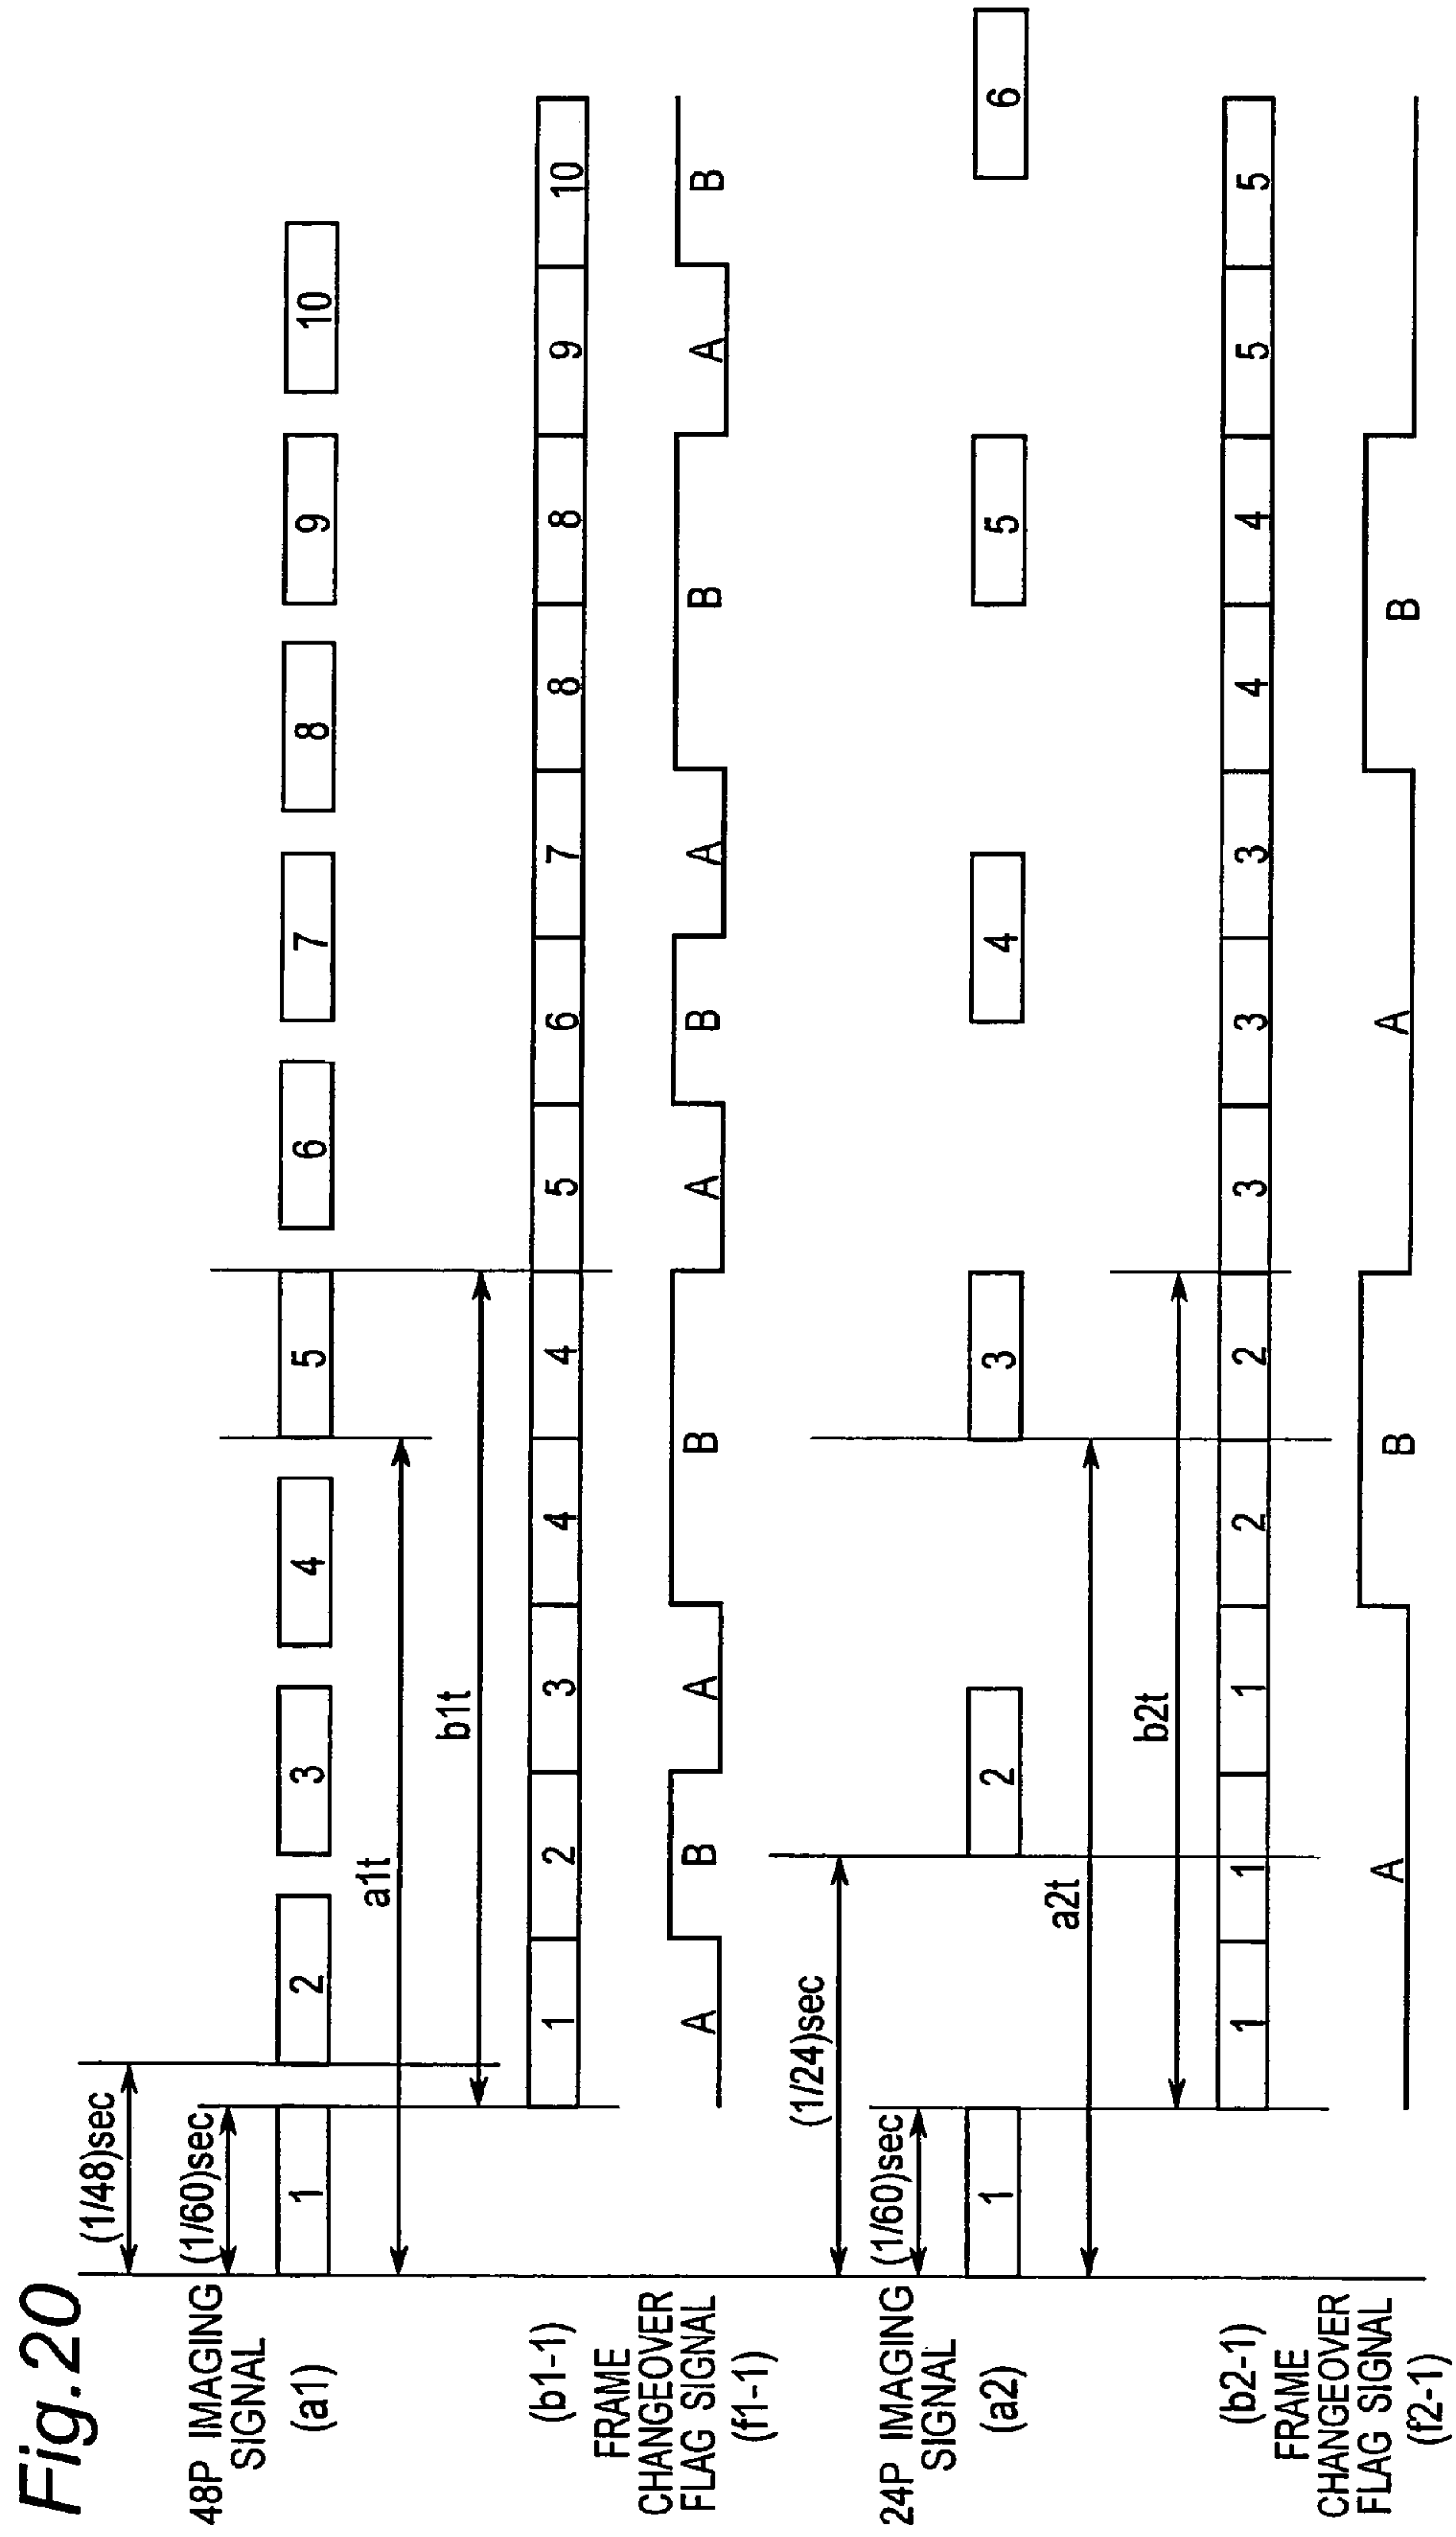 Fig.20
(1/48)sec
(1/60)sec
48P IMAGING
SIGNAL
(a1)
1 2 3 4 5 6 7 8 9 10
a1t
b1t
(b1-1)
1 2 3 4 4 5 6 7 8 8 9 10
FRAME
CHANGEOVER
FLAG SIGNAL
(f1-1)
A B A B A B A B A B
(1/24)sec
(1/60)sec
24P IMAGING
SIGNAL
(a2)
1 2 3 4 5 6
a2t
b2t
(b2-1)
1 1 1 2 2 3 3 3 4 4 5 5
FRAME
CHANGEOVER
FLAG SIGNAL
(f2-1)
A B A B